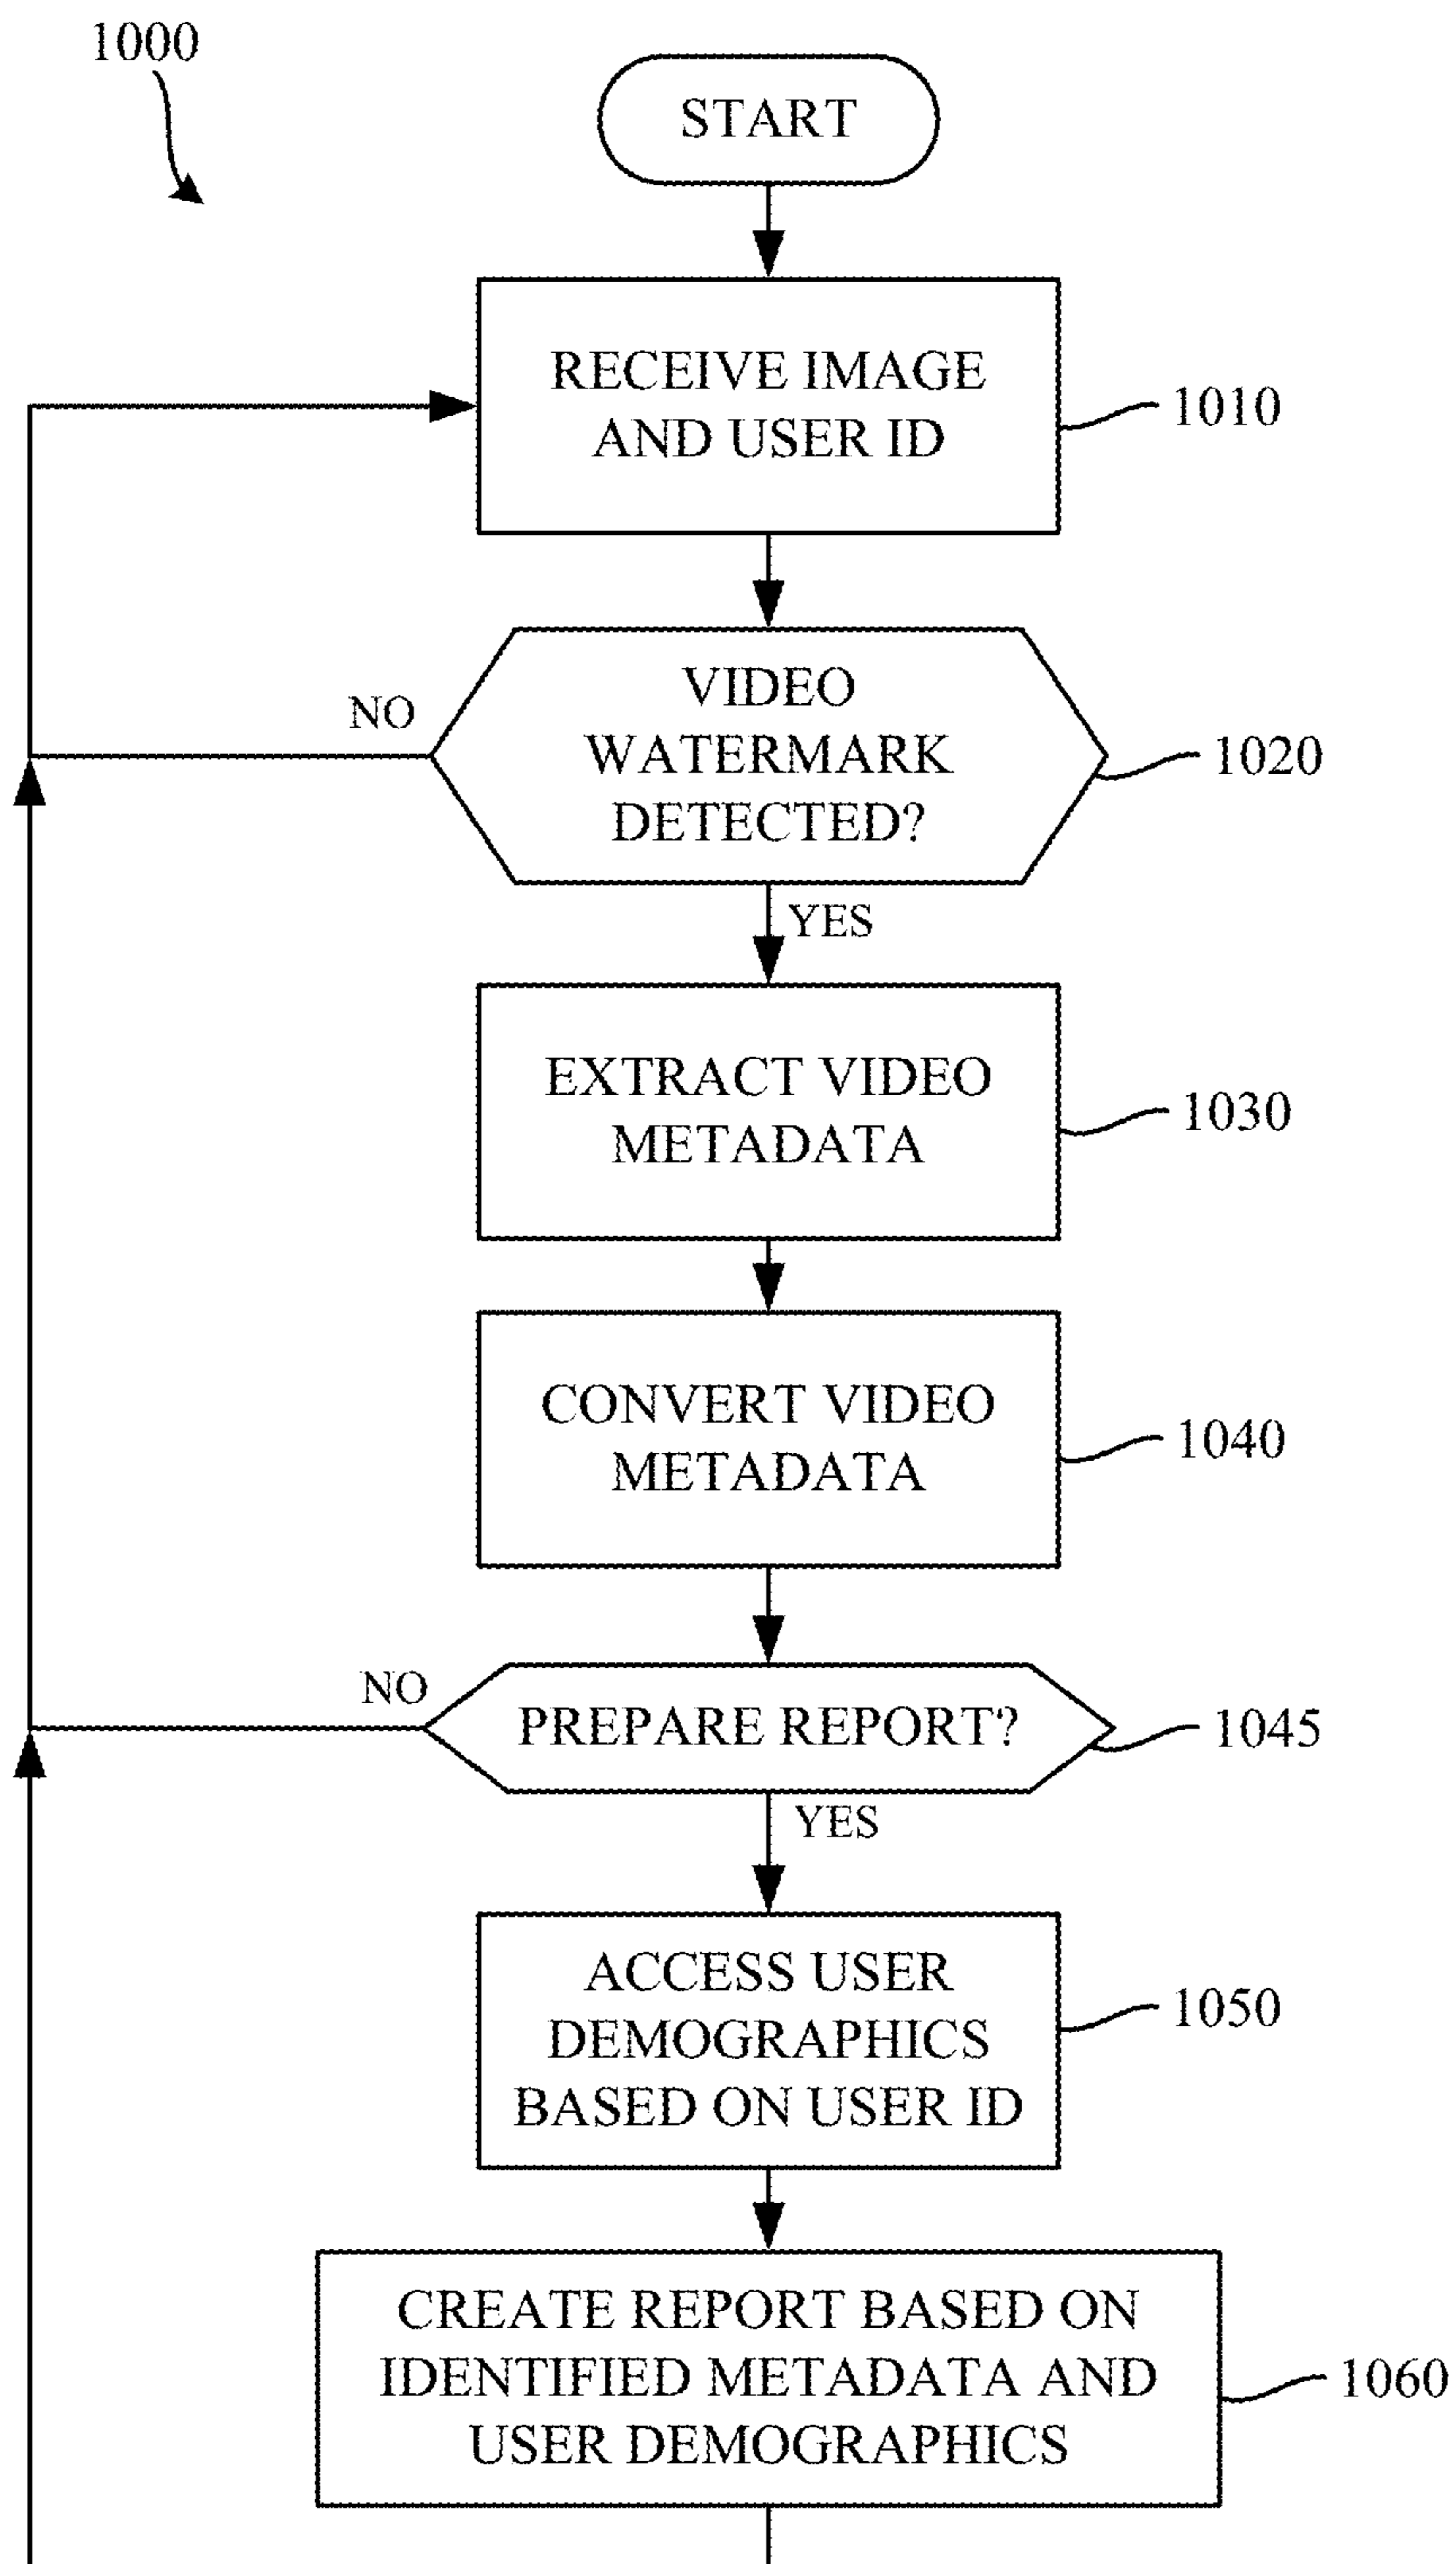 1000
START
RECEIVE IMAGE
AND USER ID
1010
VIDEO
WATERMARK
DETECTED?
1020
NO
YES
EXTRACT VIDEO
METADATA
1030
CONVERT VIDEO
METADATA
1040
PREPARE REPORT?
1045
NO
YES
ACCESS USER
DEMOGRAPHICS
BASED ON USER ID
1050
CREATE REPORT BASED ON
IDENTIFIED METADATA AND
USER DEMOGRAPHICS
1060